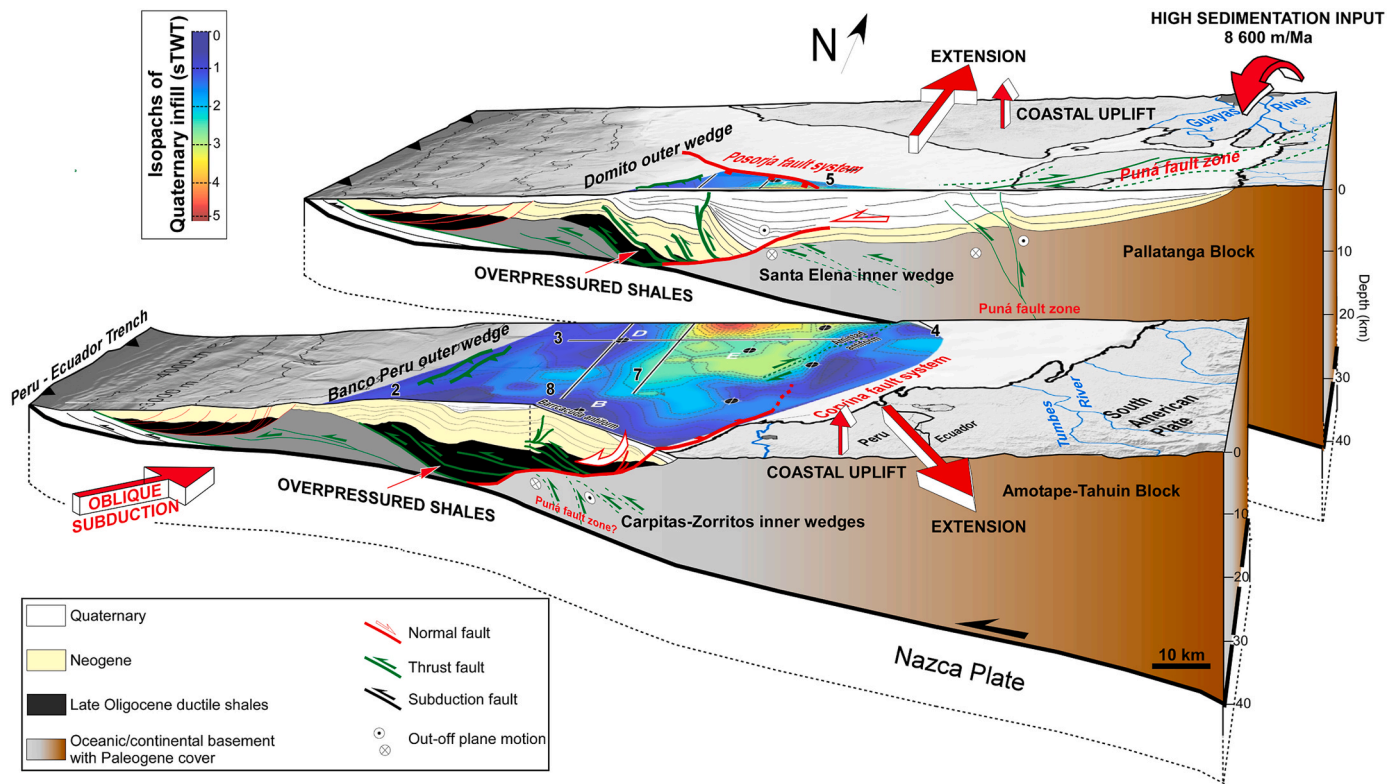 Isopachs of
Quaternary infill (sTWT)
0
1
2
3
4
5
N
HIGH SEDIMENTATION INPUT
8 600 m/Ma
EXTENSION
COASTAL UPLIFT
Guayas River
Domito outer wedge
Posorja fault system
5
Puná fault zone
0
10
20
30
40
Depth (km)
OVERPRESSURED SHALES
Santa Elena inner wedge
Puná fault zone
Pallatanga Block
Peru - Ecuador Trench
Banco Peru outer wedge
2
3
D
4
E
7
8
B
Corvina fault system
Peru
Ecuador
Tumbes River
South
American
Plate
COASTAL UPLIFT
EXTENSION
Amotape-Tahuin Block
OBLIQUE
SUBDUCTION
OVERPRESSURED SHALES
Puná fault zone?
Carpitas-Zorritos inner wedges
0
10
20
30
40
Nazca Plate
10 km
Quaternary
Neogene
Late Oligocene ductile shales
Oceanic/continental basement
with Paleogene cover
Normal fault
Thrust fault
Subduction fault
Out-off plane motion